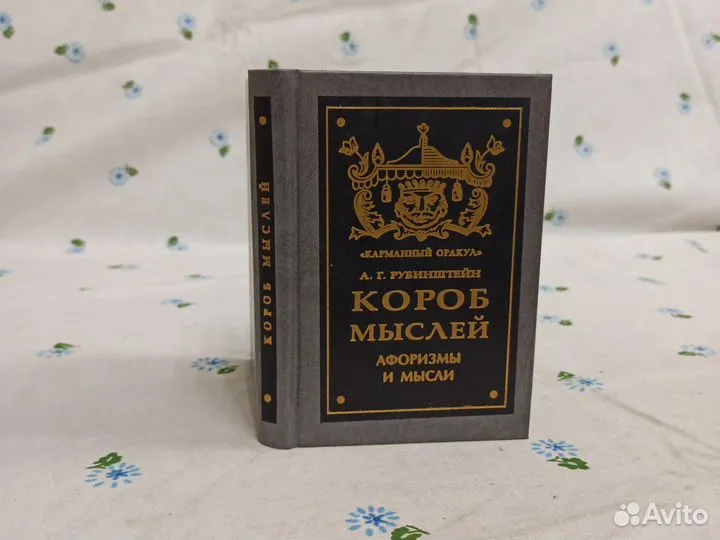 КОРОБ МЫСЛЕЙ
«КАРМАННЫЙ ОРАКУЛ»
А. Г. РУБИНШТЕЙН
КОРОБ
МЫСЛЕЙ
АФОРИЗМЫ
И МЫСЛИ
Avito